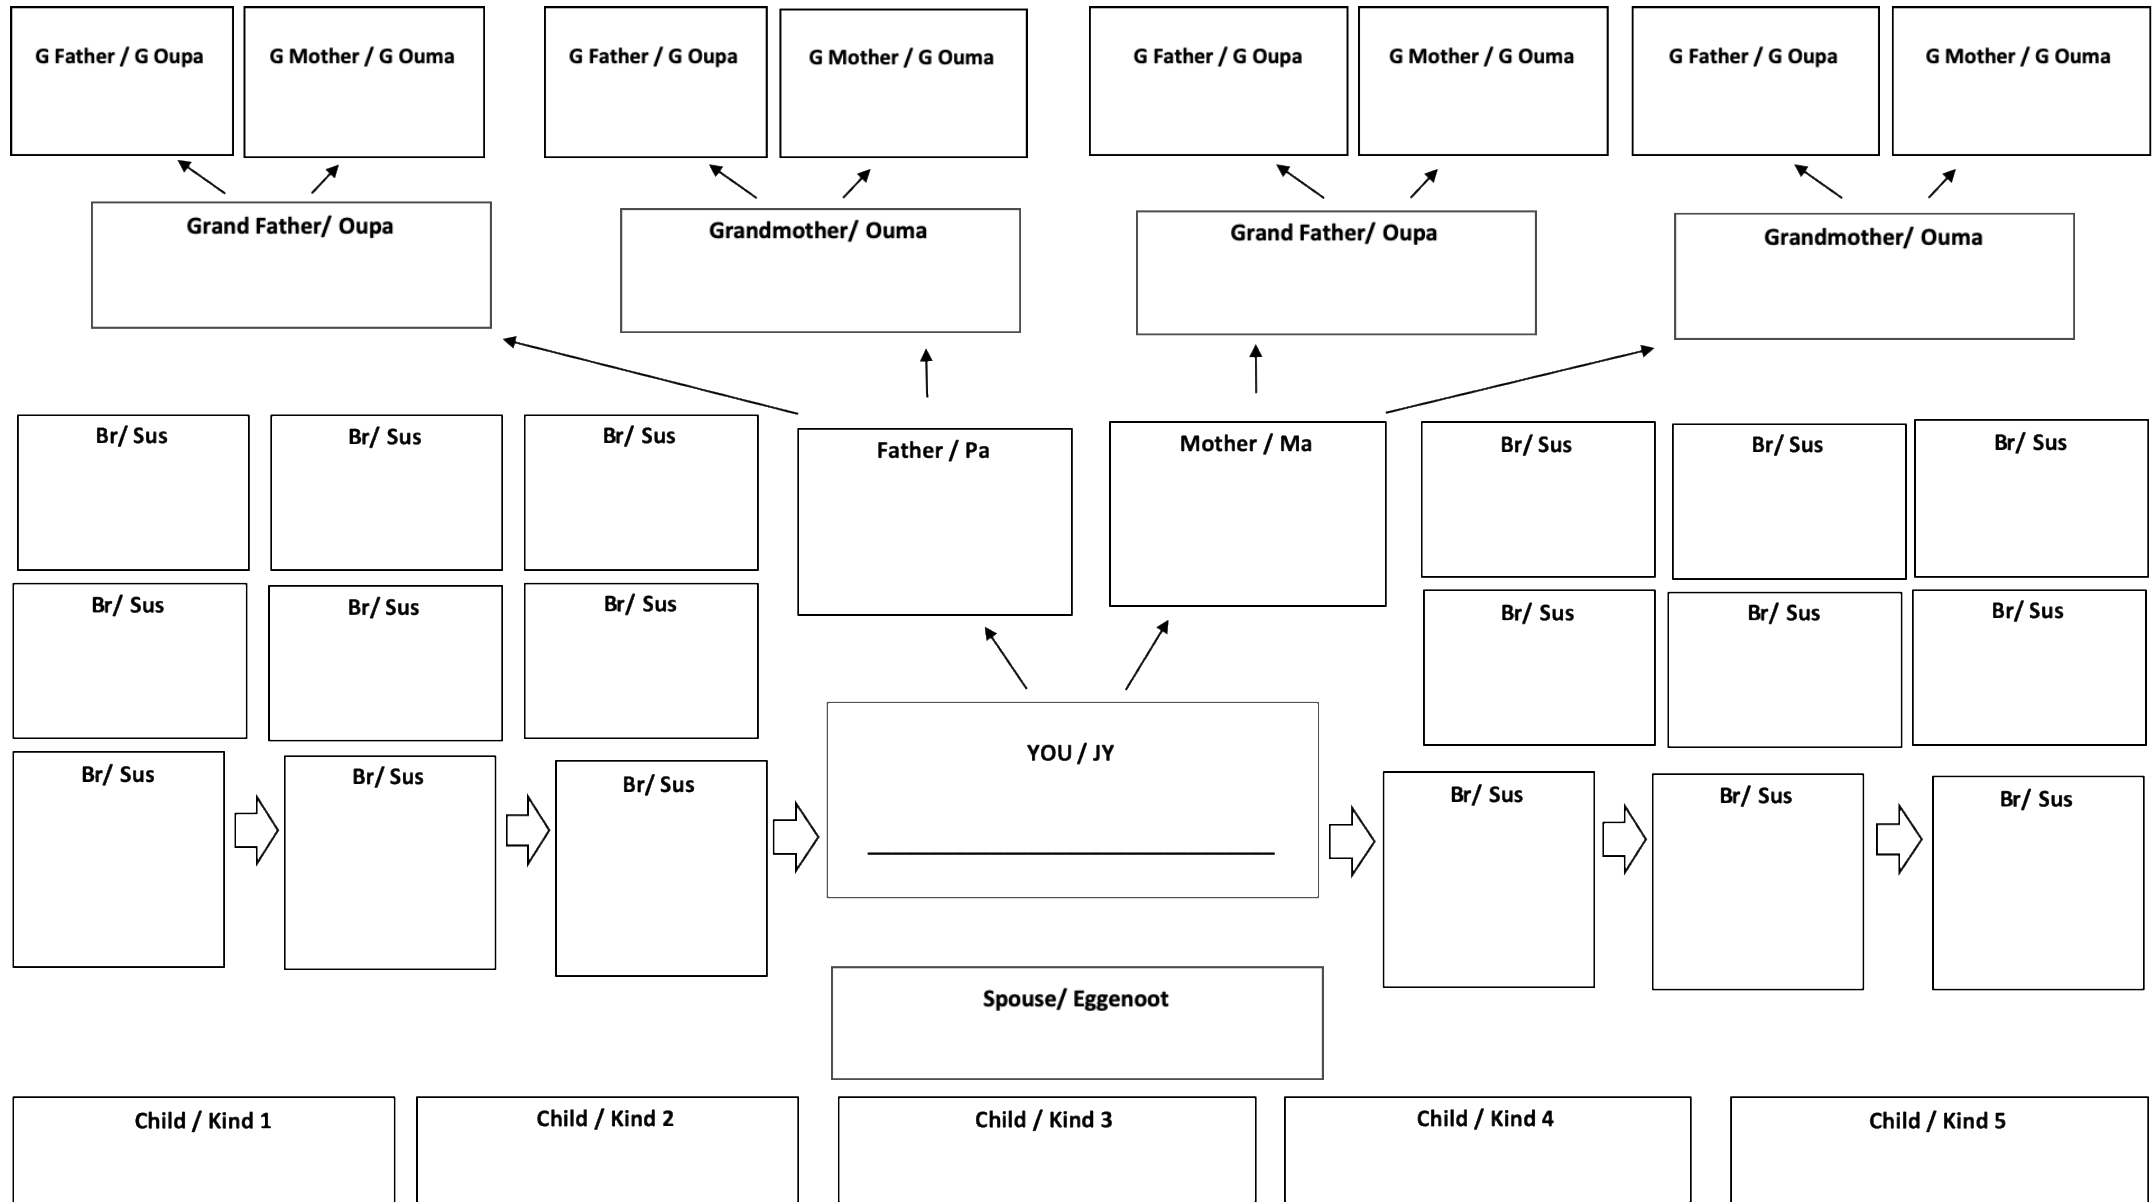 G Father / G Oupa
G Mother / G Ouma
G Father / G Oupa
G Mother / G Ouma
G Father / G Oupa
G Mother / G Ouma
G Father / G Oupa
G Mother / G Ouma
Grand Father/ Oupa
Grandmother/ Ouma
Grand Father/ Oupa
Grandmother/ Ouma
Br/ Sus
Br/ Sus
Br/ Sus
Father / Pa
Mother / Ma
Br/ Sus
Br/ Sus
Br/ Sus
Br/ Sus
Br/ Sus
Br/ Sus
Br/ Sus
Br/ Sus
Br/ Sus
Br/ Sus
Br/ Sus
Br/ Sus
YOU / JY
Br/ Sus
Br/ Sus
Br/ Sus
Spouse/ Eggenoot
Child / Kind 1
Child / Kind 2
Child / Kind 3
Child / Kind 4
Child / Kind 5